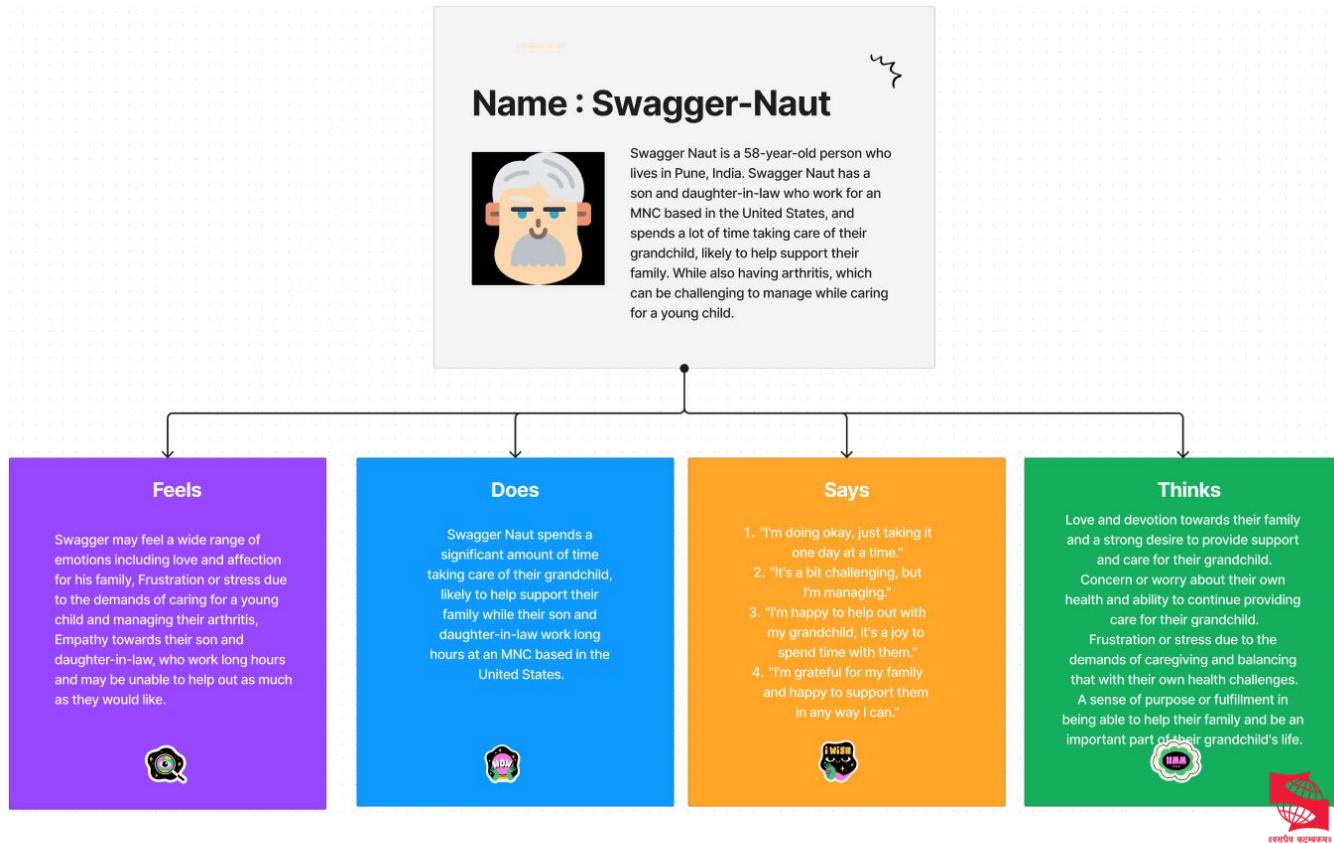 Name : Swagger-Naut
Swagger Naut is a 58-year-old person who
lives in Pune, India. Swagger Naut has a
son and daughter-in-law who work for an
MNC based in the United States, and
spends a lot of time taking care of their
grandchild, likely to help support their
family. While also having arthritis, which
can be challenging to manage while caring
for a young child.
Feels
Swagger may feel a wide range of
emotions including love and affection
for his family, Frustration or stress due
to the demands of caring for a young
child and managing their arthritis,
Empathy towards their son and
daughter-in-law, who work long hours
and may be unable to help out as much
as they would like.
Does
Swagger Naut spends a
significant amount of time
taking care of their grandchild,
likely to help support their
family while their son and
daughter-in-law work long
hours at an MNC based in the
United States.
MDN
Says
1. "I'm doing okay, just taking it
one day at a time."
2. "It's a bit challenging, but
I'm managing."
3. "I'm happy to help out with
my grandchild, it's a joy to
spend time with them."
4. "I'm grateful for my family
and happy to support them
in any way I can."
I WISH
Thinks
Love and devotion towards their family
and a strong desire to provide support
and care for their grandchild.
Concern or worry about their own
health and ability to continue providing
care for their grandchild.
Frustration or stress due to the
demands of caregiving and balancing
that with their own health challenges.
A sense of purpose or fulfillment in
being able to help their family and be an
important part of their grandchild's life.
HMM